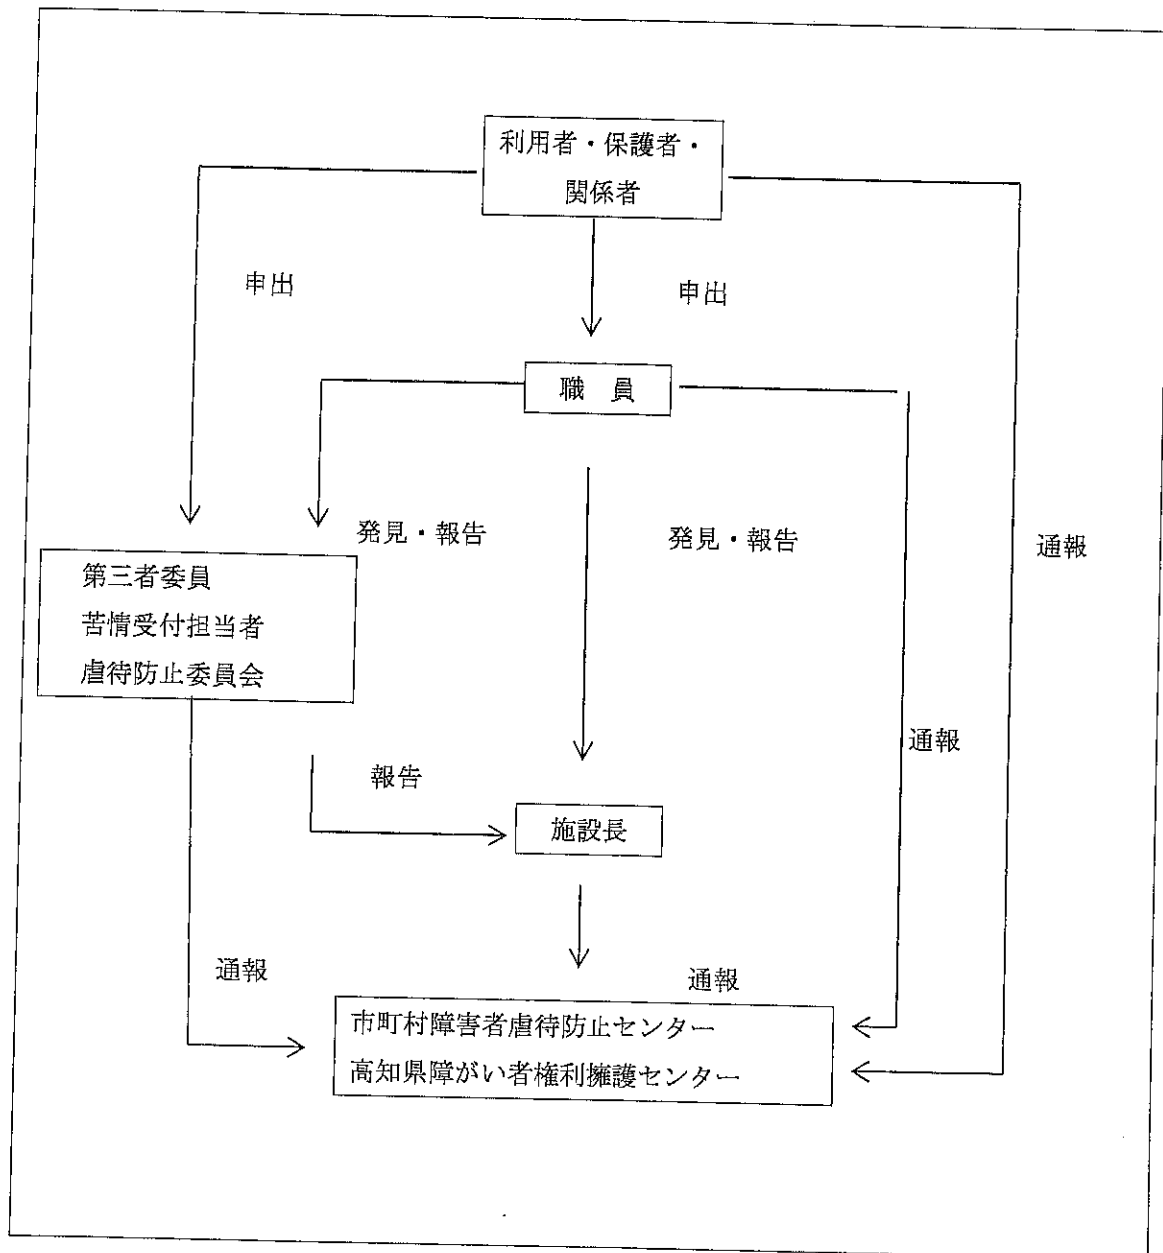 利用者・保護者・
関係者
申出
申出
職　員
発見・報告
発見・報告
通報
第三者委員
苦情受付担当者
虐待防止委員会
通報
報告
施設長
通報
通報
市町村障害者虐待防止センター
高知県障がい者権利擁護センター